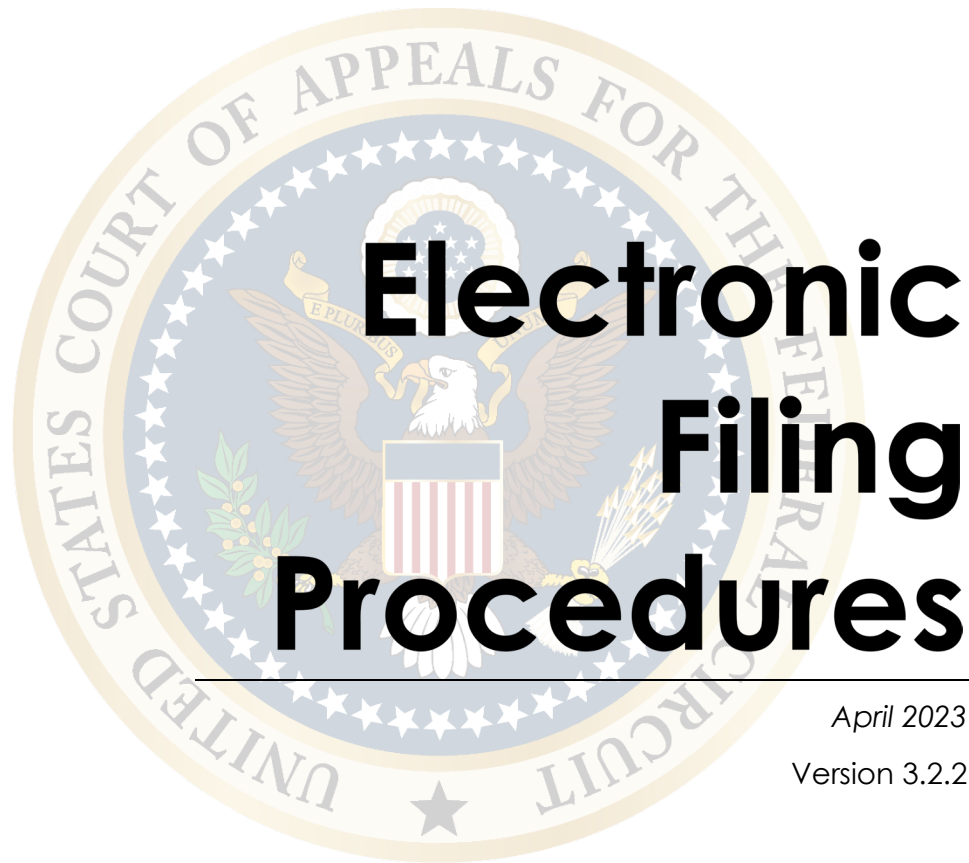 UNITED STATES COURT OF APPEALS FOR THE FEDERAL CIRCUIT
E PLURIBUS UNUM
Electronic
Filing
Procedures
April 2023
Version 3.2.2